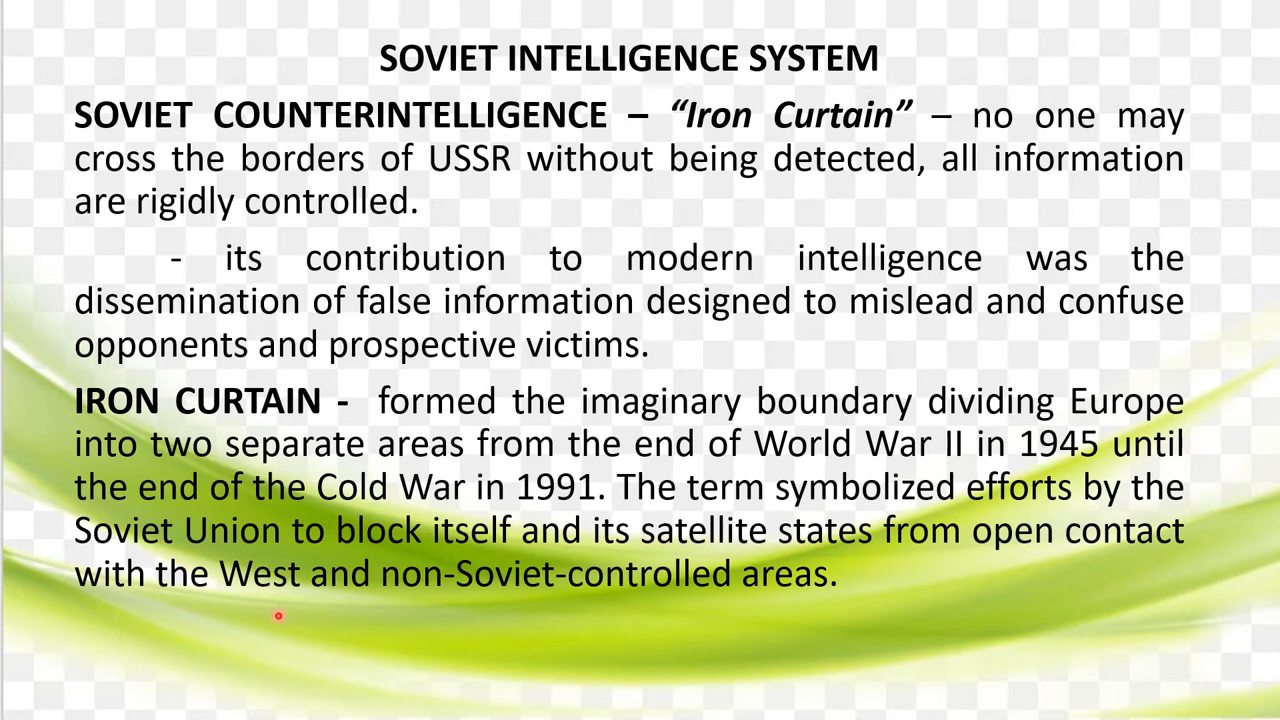 SOVIET INTELLIGENCE SYSTEM
SOVIET COUNTERINTELLIGENCE – “Iron Curtain” – no one may
cross the borders of USSR without being detected, all information
are rigidly controlled.
- its contribution to modern intelligence was the
dissemination of false information designed to mislead and confuse
opponents and prospective victims.
IRON CURTAIN - formed the imaginary boundary dividing Europe
into two separate areas from the end of World War II in 1945 until
the end of the Cold War in 1991. The term symbolized efforts by the
Soviet Union to block itself and its satellite states from open contact
with the West and non-Soviet-controlled areas.